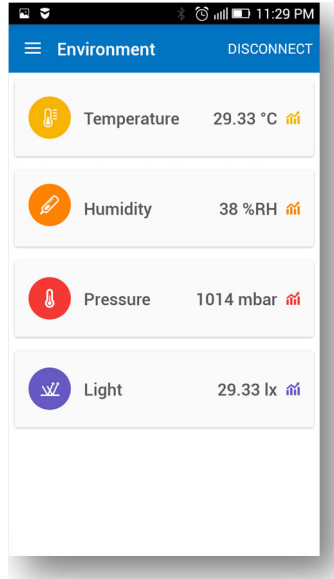 11:29 PM
Environment DISCONNECT
Temperature 29.33 °C
Humidity 38 %RH
Pressure 1014 mbar
Light 29.33 lx